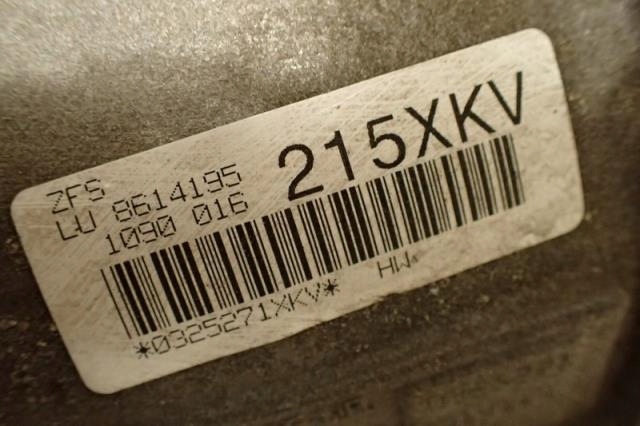 ZFS
LU 8614195
1090 016
215XKV
*0325271XKV*
HW